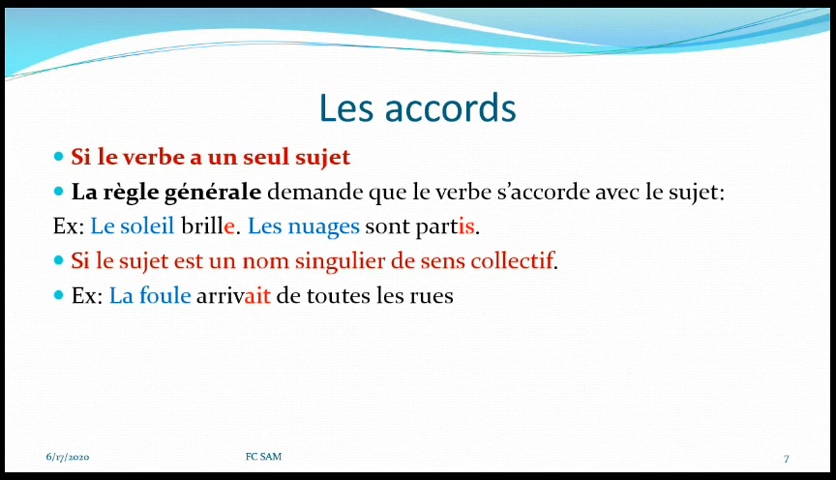 Les accords
• Si le verbe a un seul sujet
• La règle générale demande que le verbe s’accorde avec le sujet:
Ex: Le soleil brille. Les nuages sont partis.
• Si le sujet est un nom singulier de sens collectif.
• Ex: La foule arrivait de toutes les rues
6/17/2020 FC SAM 7